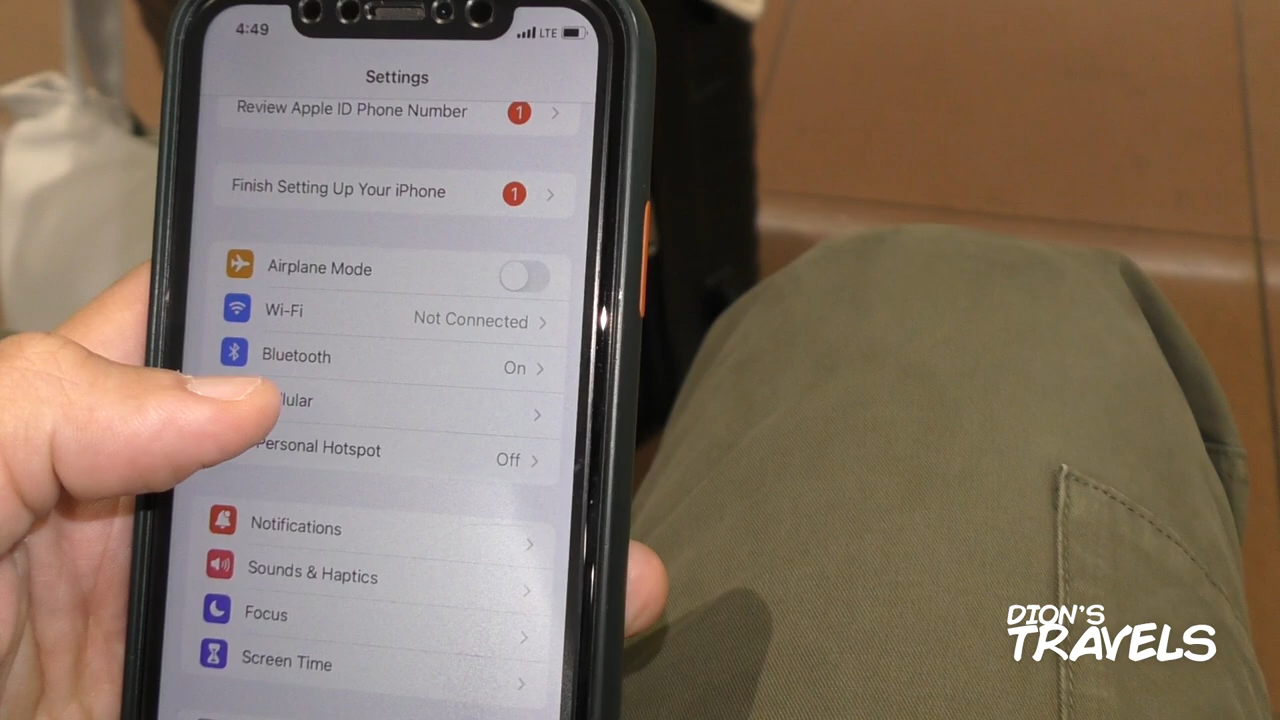 4:49
LTE
Settings
Review Apple ID Phone Number 1
Finish Setting Up Your iPhone 1
Airplane Mode
Wi-Fi Not Connected
Bluetooth On
llular
Personal Hotspot Off
Notifications
Sounds & Haptics
Focus
Screen Time
DION'S
TRAVELS